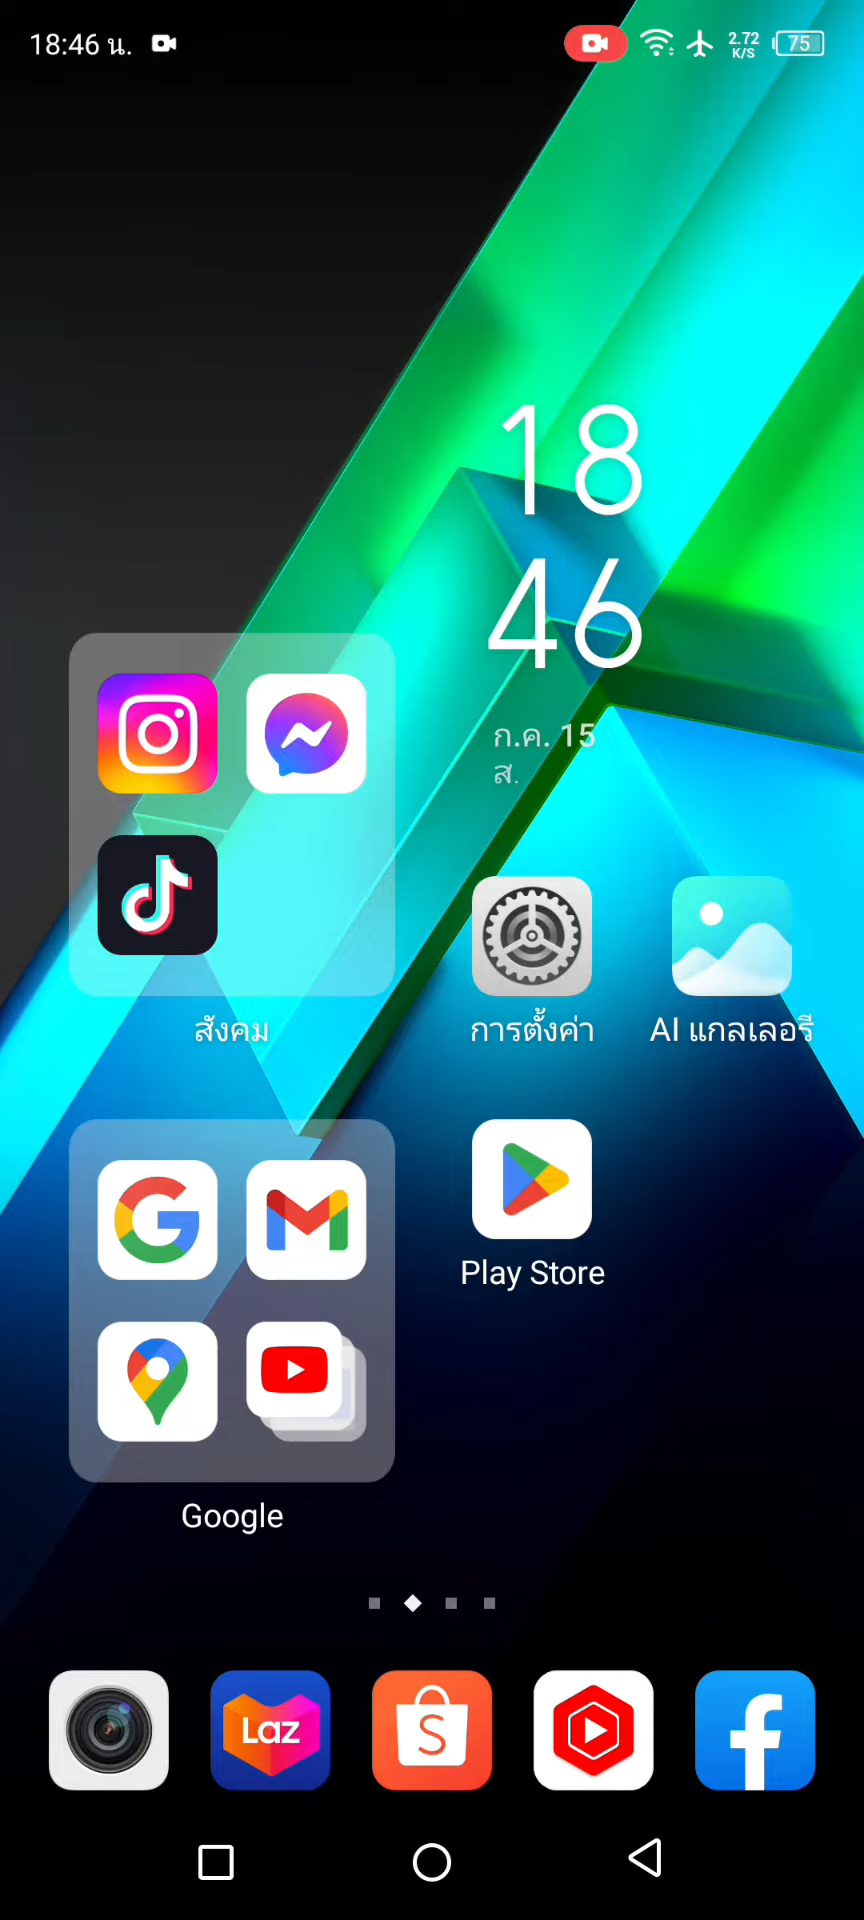 18:46 น.
2.72
K/S
75
18
46
ก.ค. 15
ส.
สังคม
การตั้งค่า
AI แกลเลอรี
Play Store
Google
Laz